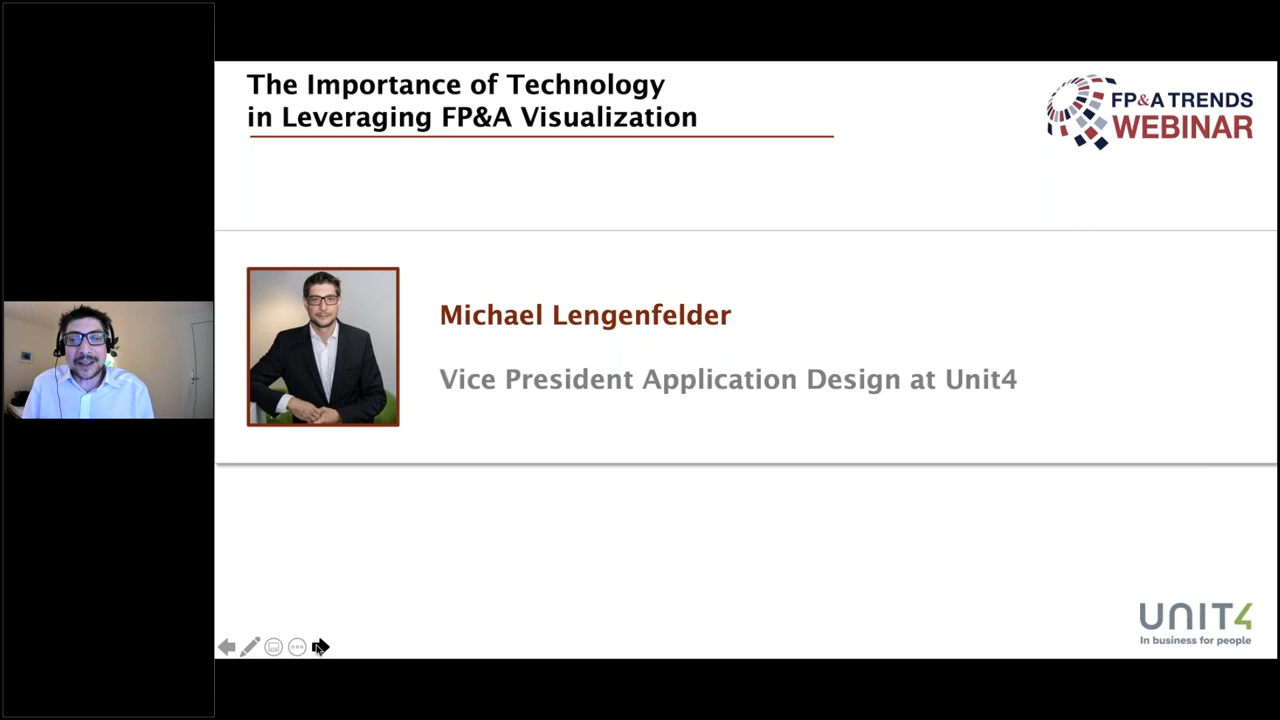 The Importance of Technology
in Leveraging FP&A Visualization
FP&A TRENDS
WEBINAR
Michael Lengenfelder
Vice President Application Design at Unit4
UNIT4
In business for people